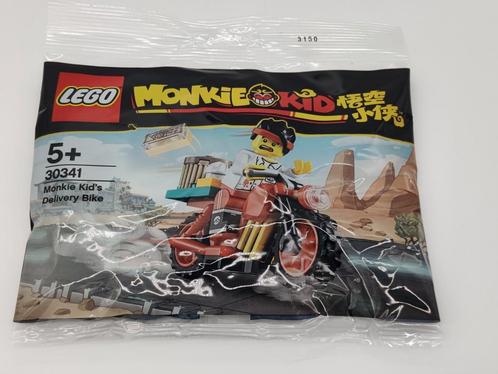 3150
LEGO
MONKIE KID 悟空
小侠
5+
30341
Monkie Kid's
Delivery Bike